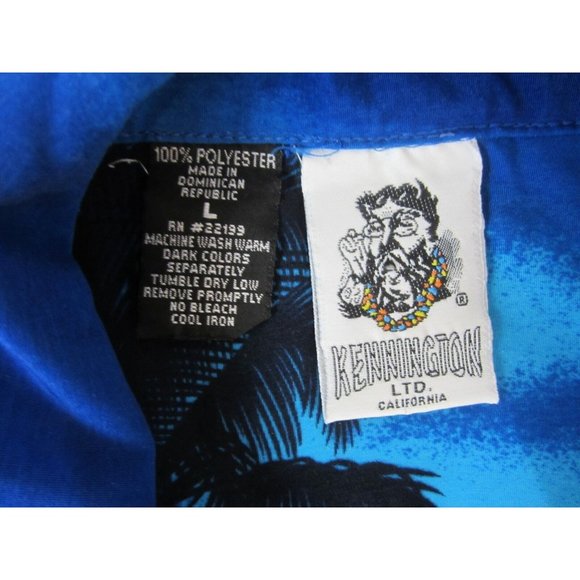 100% POLYESTER
MADE IN
DOMINICAN
REPUBLIC
L
RN #22199
MACHINE WASH WARM
DARK COLORS
SEPARATELY
TUMBLE DRY LOW
REMOVE PROMPTLY
NO BLEACH
COOL IRON
®
KENNINGTON
LTD.
CALIFORNIA